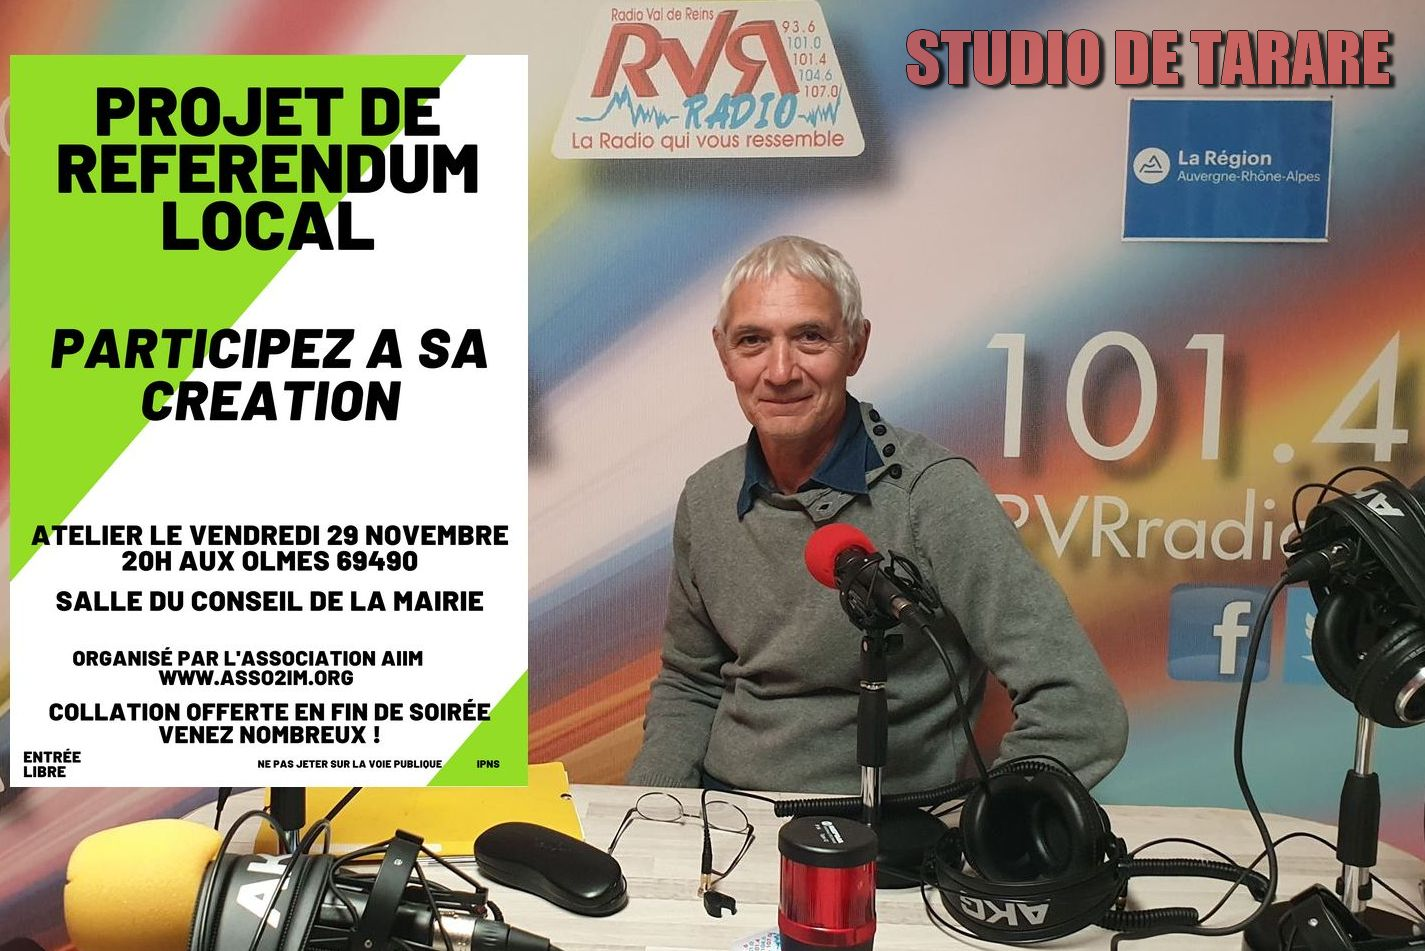 PROJET DE
REFERENDUM
LOCAL
PARTICIPEZ A SA
CREATION
ATELIER LE VENDREDI 29 NOVEMBRE
20H AUX OLMES 69490
SALLE DU CONSEIL DE LA MAIRIE
ORGANISÉ PAR L'ASSOCIATION AIIM
WWW.ASSO2IM.ORG
COLLATION OFFERTE EN FIN DE SOIRÉE
VENEZ NOMBREUX !
ENTRÉE
LIBRE
NE PAS JETER SUR LA VOIE PUBLIQUE
IPNS
Radio Val de Reins
RVR
93.6
101.0
101.4
104.6
107.0
RADIO
La Radio qui vous ressemble
STUDIO DE TARARE
La Région
Auvergne-Rhône-Alpes
101.4
RVRradio
f
AKG
AKG